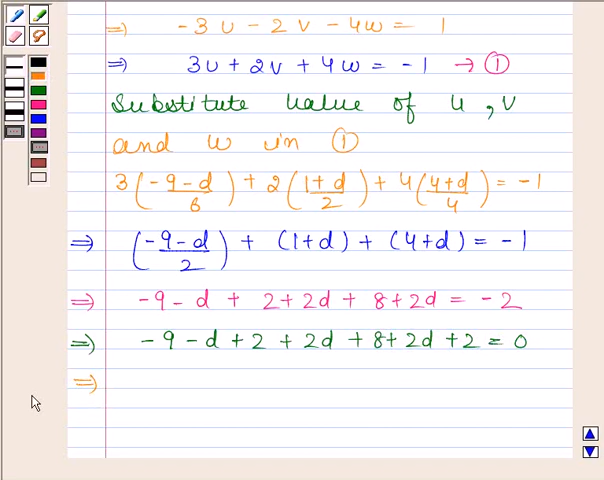 ⇒ -3u - 2v - 4w = 1
⇒ 3u + 2v + 4w = -1 → ①
Substitute value of u, v
and w in ①
3(-9-d/6) + 2(1+d/2) + 4(4+d/4) = -1
⇒ (-9-d/2) + (1+d) + (4+d) = -1
⇒ -9 - d + 2 + 2d + 8 + 2d = -2
⇒ -9 - d + 2 + 2d + 8 + 2d + 2 = 0
⇒